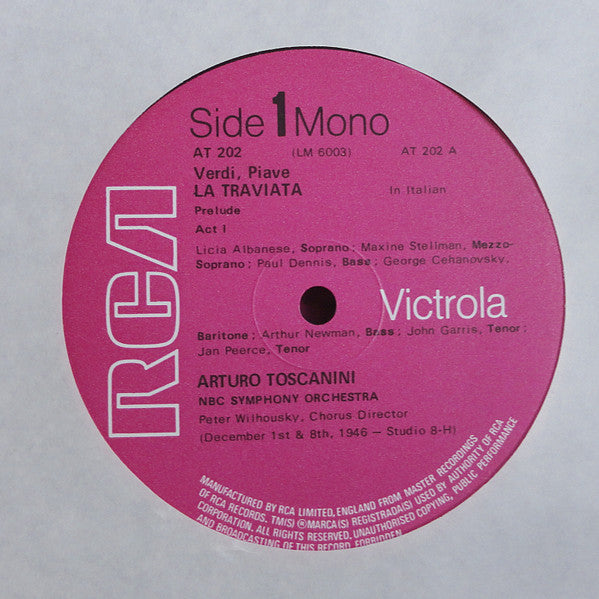 Side 1 Mono
AT 202 (LM 6003) AT 202 A
Verdi, Piave
LA TRAVIATA In Italian
Prelude
Act I
Licia Albanese, Soprano; Maxine Stellman, Mezzo-
Soprano; Paul Dennis, Bass; George Cehanovsky,
RCA
Victrola
Baritone; Arthur Newman, Bass; John Garris, Tenor;
Jan Peerce, Tenor
ARTURO TOSCANINI
NBC SYMPHONY ORCHESTRA
Peter Wilhousky, Chorus Director
(December 1st & 8th, 1946 — Studio 8-H)
MANUFACTURED BY RCA LIMITED, ENGLAND FROM MASTER RECORDINGS
OF RCA RECORDS. TM(S) ® MARCA(S) REGISTRADA(S) USED BY AUTHORITY OF RCA
CORPORATION. ALL RIGHTS RESERVED. UNAUTHORISED COPYING, PUBLIC PERFORMANCE
AND BROADCASTING OF THIS RECORD FORBIDDEN